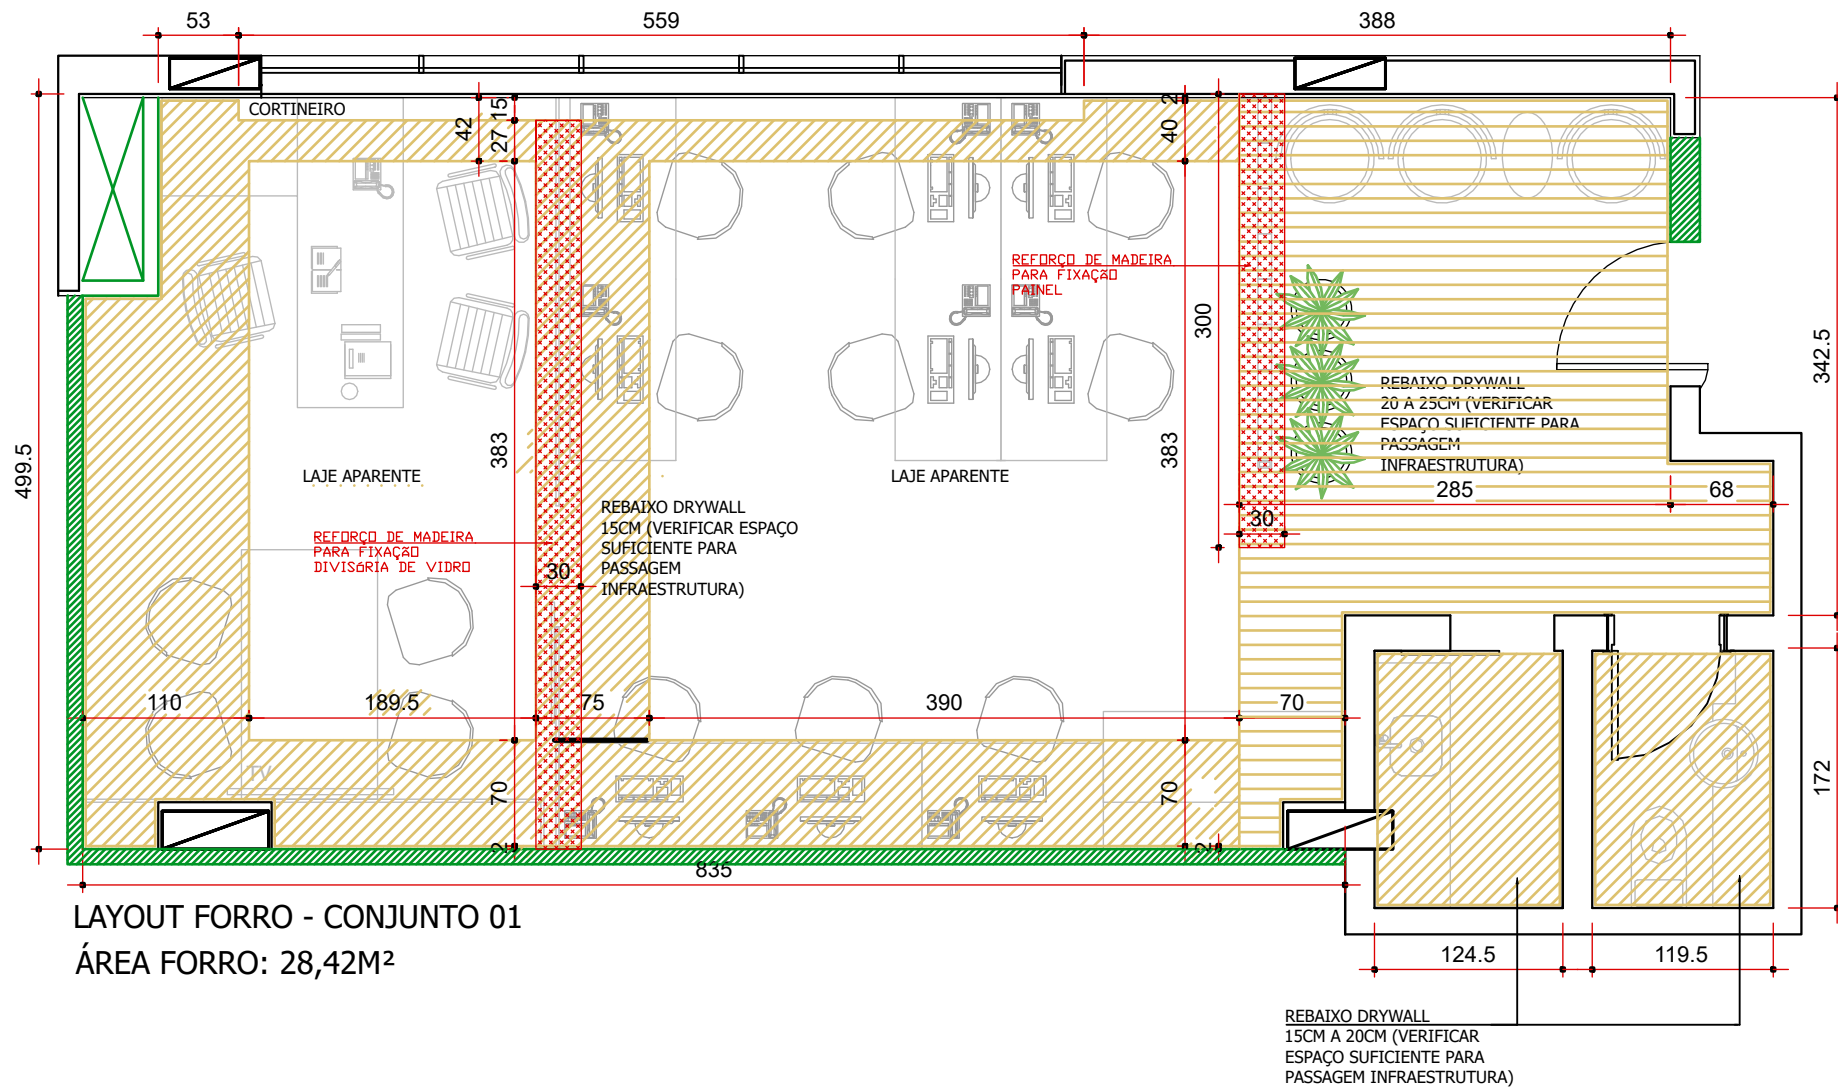 53
559
388
CORTINEIRO
15
42
27
2
40
REFORÇO DE MADEIRA
PARA FIXAÇÃO
PAINEL
300
342.5
REBAIXO DRYWALL
20 A 25CM (VERIFICAR
ESPAÇO SUFICIENTE PARA
PASSAGEM
INFRAESTRUTURA)
499.5
383
383
LAJE APARENTE
LAJE APARENTE
285
68
30
REBAIXO DRYWALL
15CM (VERIFICAR ESPAÇO
SUFICIENTE PARA
PASSAGEM
INFRAESTRUTURA)
REFORÇO DE MADEIRA
PARA FIXAÇÃO
DIVISÓRIA DE VIDRO
30
110
189.5
75
390
70
TV
70
70
172
2
2
835
LAYOUT FORRO - CONJUNTO 01
ÁREA FORRO: 28,42M²
124.5
119.5
REBAIXO DRYWALL
15CM A 20CM (VERIFICAR
ESPAÇO SUFICIENTE PARA
PASSAGEM INFRAESTRUTURA)